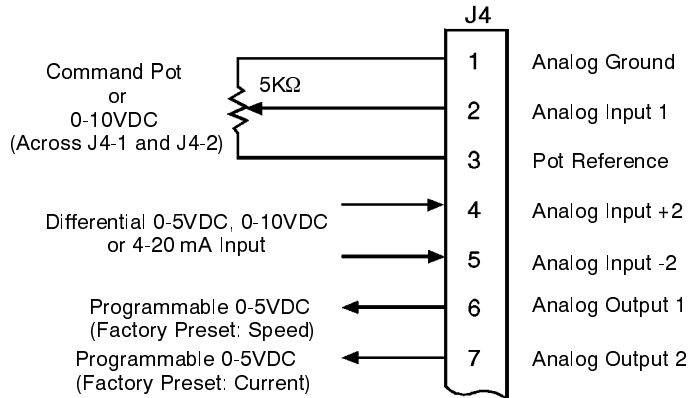 J4
Command Pot
or
0-10VDC
(Across J4-1 and J4-2)
5KΩ
1 Analog Ground
2 Analog Input 1
3 Pot Reference
Differential 0-5VDC, 0-10VDC
or 4-20 mA Input
4 Analog Input +2
5 Analog Input -2
Programmable 0-5VDC
(Factory Preset: Speed)
6 Analog Output 1
Programmable 0-5VDC
(Factory Preset: Current)
7 Analog Output 2